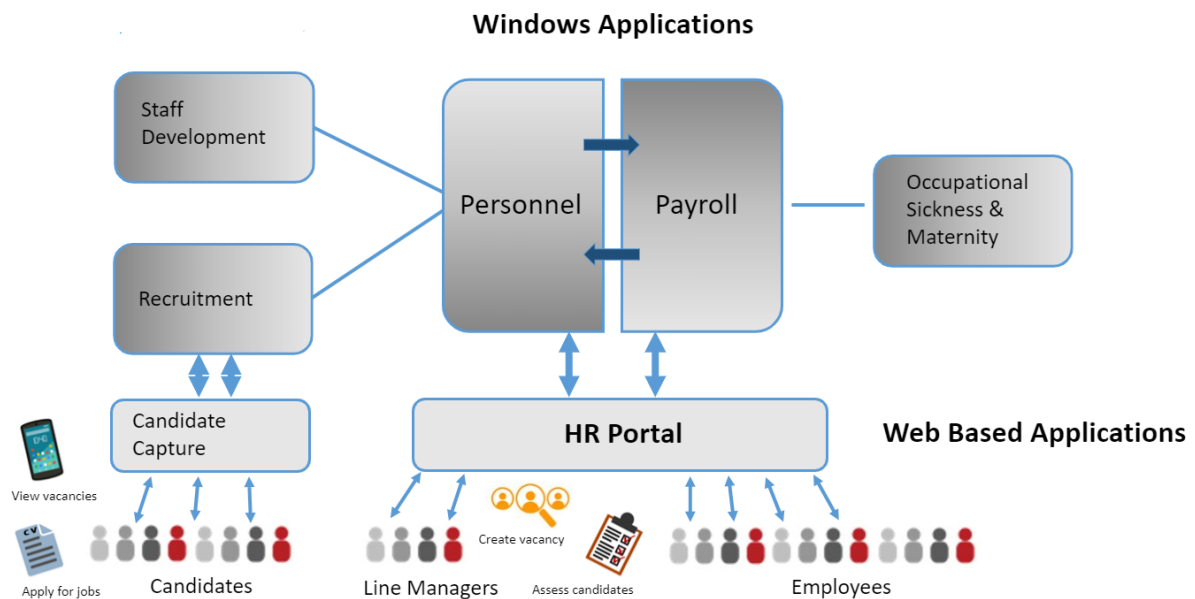 Windows Applications
Staff
Development
Personnel
Payroll
Occupational
Sickness &
Maternity
Recruitment
Candidate
Capture
HR Portal
Web Based Applications
View vacancies
CV
Create vacancy
Apply for jobs
Candidates
Line Managers
Assess candidates
Employees